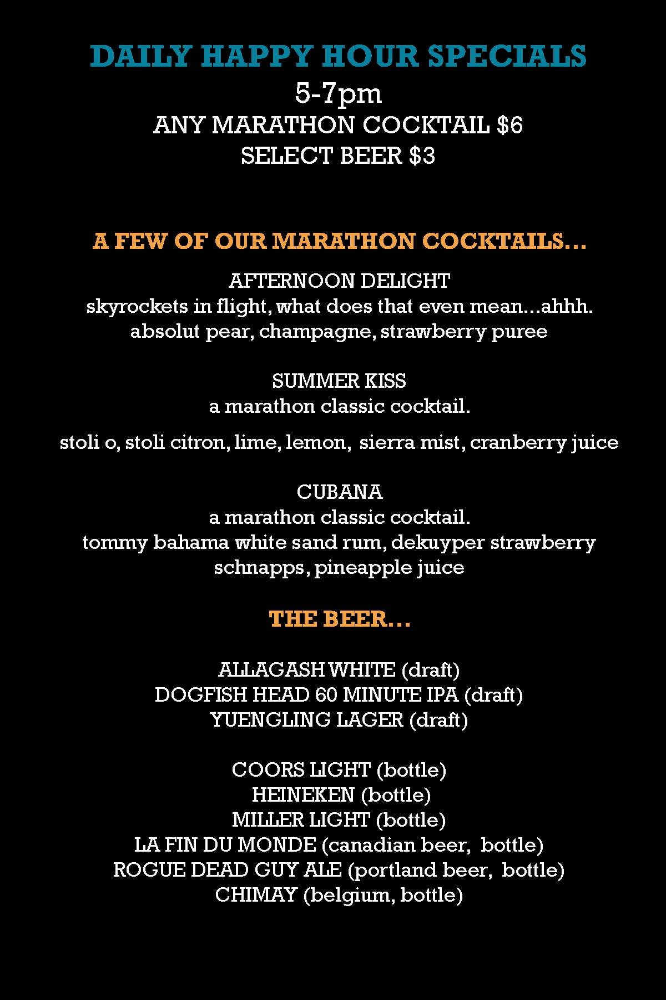 DAILY HAPPY HOUR SPECIALS
5-7pm
ANY MARATHON COCKTAIL $6
SELECT BEER $3
A FEW OF OUR MARATHON COCKTAILS...
AFTERNOON DELIGHT
skyrockets in flight, what does that even mean...ahhh.
absolut pear, champagne, strawberry puree
SUMMER KISS
a marathon classic cocktail.
stoli o, stoli citron, lime, lemon, sierra mist, cranberry juice
CUBANA
a marathon classic cocktail.
tommy bahama white sand rum, dekuyper strawberry
schnapps, pineapple juice
THE BEER...
ALLAGASH WHITE (draft)
DOGFISH HEAD 60 MINUTE IPA (draft)
YUENGLING LAGER (draft)
COORS LIGHT (bottle)
HEINEKEN (bottle)
MILLER LIGHT (bottle)
LA FIN DU MONDE (canadian beer, bottle)
ROGUE DEAD GUY ALE (portland beer, bottle)
CHIMAY (belgium, bottle)